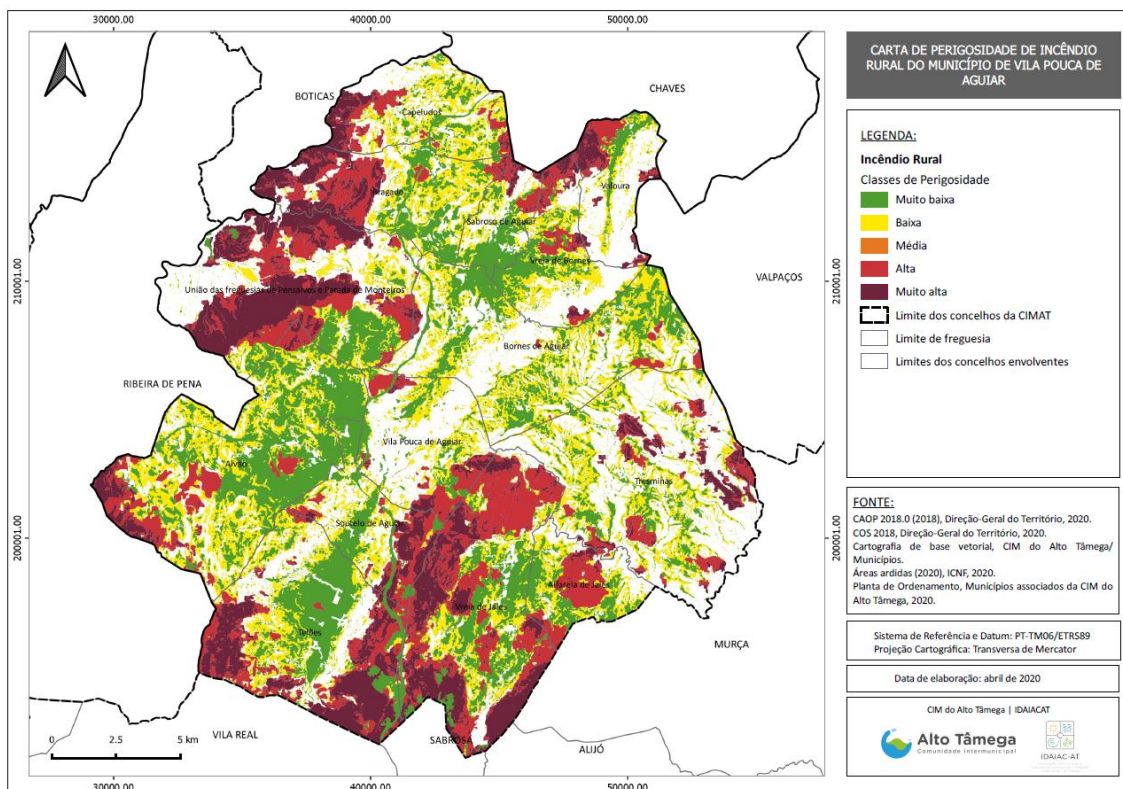 30000.00
40000.00
50000.00
CARTA DE PERIGOSIDADE DE INCÊNDIO
RURAL DO MUNICÍPIO DE VILA POUCA DE
AGUIAR
BOTICAS
CHAVES
Capeludos
Bragado
Valoura
Sabroso de Aguiar
Vreia de Bornes
VALPAÇOS
210001.00
210001.00
União das freguesias de Pensalvos e Parada de Monteiros
Bornes de Aguiar
RIBEIRA DE PENA
Vila Pouca de Aguiar
Alvão
Tresminas
Soutelo de Aguiar
200001.00
200001.00
Alfarela de Jales
Vreia de Jales
Telões
MURÇA
VILA REAL
SABROSA
ALIJÓ
0 2.5 5 km
30000.00
40000.00
50000.00
LEGENDA:
Incêndio Rural
Classes de Perigosidade
Muito baixa
Baixa
Média
Alta
Muito alta
Limite dos concelhos da CIMAT
Limite de freguesia
Limites dos concelhos envolventes
FONTE:
CAOP 2018.0 (2018), Direção-Geral do Território, 2020.
COS 2018, Direção-Geral do Território, 2020.
Cartografia de base vetorial, CIM do Alto Tâmega/
Municípios.
Áreas ardidas (2020), ICNF, 2020.
Planta de Ordenamento, Municípios associados da CIM do
Alto Tâmega, 2020.
Sistema de Referência e Datum: PT-TM06/ETRS89
Projeção Cartográfica: Transversa de Mercator
Data de elaboração: abril de 2020
CIM do Alto Tâmega | IDAIACAT
Alto Tâmega
Comunidade Intermunicipal
IDAIAC-AT